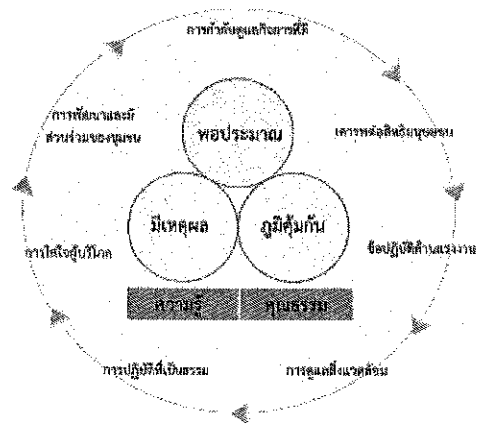 การกำกับดูแลกิจการที่ดี
การพัฒนาและมี
ส่วนร่วมของชุมชน
พอประมาณ
เคารพต่อสิทธิมนุษยชน
มีเหตุผล
ภูมิคุ้มกัน
การใส่ใจผู้บริโภค
ข้อปฏิบัติด้านแรงงาน
ความรู้
คุณธรรม
การปฏิบัติที่เป็นธรรม
การดูแลสิ่งแวดล้อม